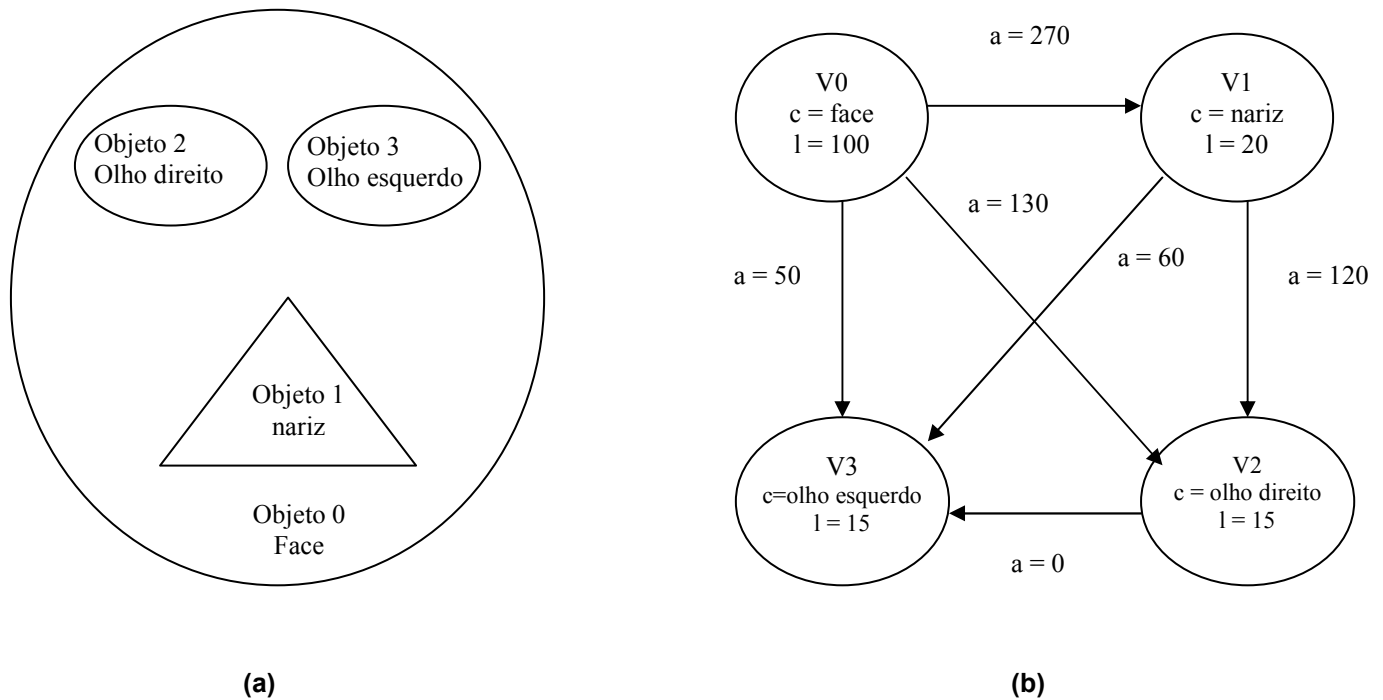 Objeto 2
Olho direito
Objeto 3
Olho esquerdo
Objeto 1
nariz
Objeto 0
Face
(a)
V0
c = face
l = 100
a = 270
V1
c = nariz
l = 20
a = 130
a = 60
a = 50
a = 120
V3
c=olho esquerdo
l = 15
V2
c = olho direito
l = 15
a = 0
(b)